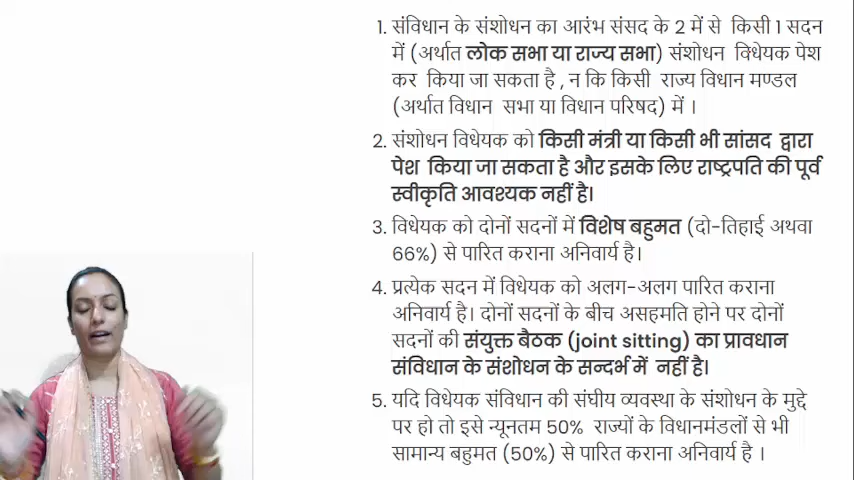 1. संविधान के संशोधन का आरंभ संसद के 2 में से किसी 1 सदन
में (अर्थात लोक सभा या राज्य सभा) संशोधन विधेयक पेश
कर किया जा सकता है , न कि किसी राज्य विधान मण्डल
(अर्थात विधान सभा या विधान परिषद) में ।
2. संशोधन विधेयक को किसी मंत्री या किसी भी सांसद द्वारा
पेश किया जा सकता है और इसके लिए राष्ट्रपति की पूर्व
स्वीकृति आवश्यक नहीं है।
3. विधेयक को दोनों सदनों में विशेष बहुमत (दो-तिहाई अथवा
66%) से पारित कराना अनिवार्य है।
4. प्रत्येक सदन में विधेयक को अलग-अलग पारित कराना
अनिवार्य है। दोनों सदनों के बीच असहमति होने पर दोनों
सदनों की संयुक्त बैठक (joint sitting) का प्रावधान
संविधान के संशोधन के सन्दर्भ में नहीं है।
5. यदि विधेयक संविधान की संघीय व्यवस्था के संशोधन के मुद्दे
पर हो तो इसे न्यूनतम 50% राज्यों के विधानमंडलों से भी
सामान्य बहुमत (50%) से पारित कराना अनिवार्य है ।